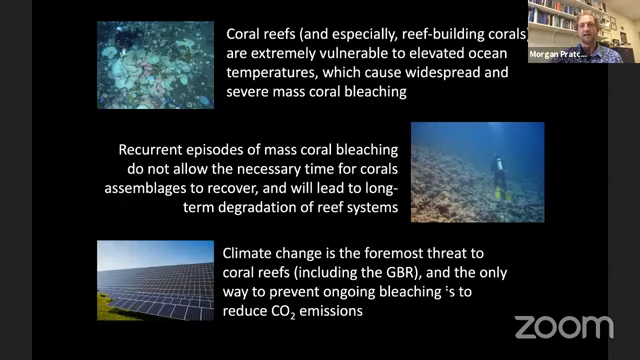 Coral reefs (and especially, reef-building corals)
are extremely vulnerable to elevated ocean
temperatures, which cause widespread and
severe mass coral bleaching
Morgan Pratc...
Recurrent episodes of mass coral bleaching
do not allow the necessary time for corals
assemblages to recover, and will lead to long-
term degradation of reef systems
Climate change is the foremost threat to
coral reefs (including the GBR), and the only
way to prevent ongoing bleaching is to
reduce CO₂ emissions
zoom